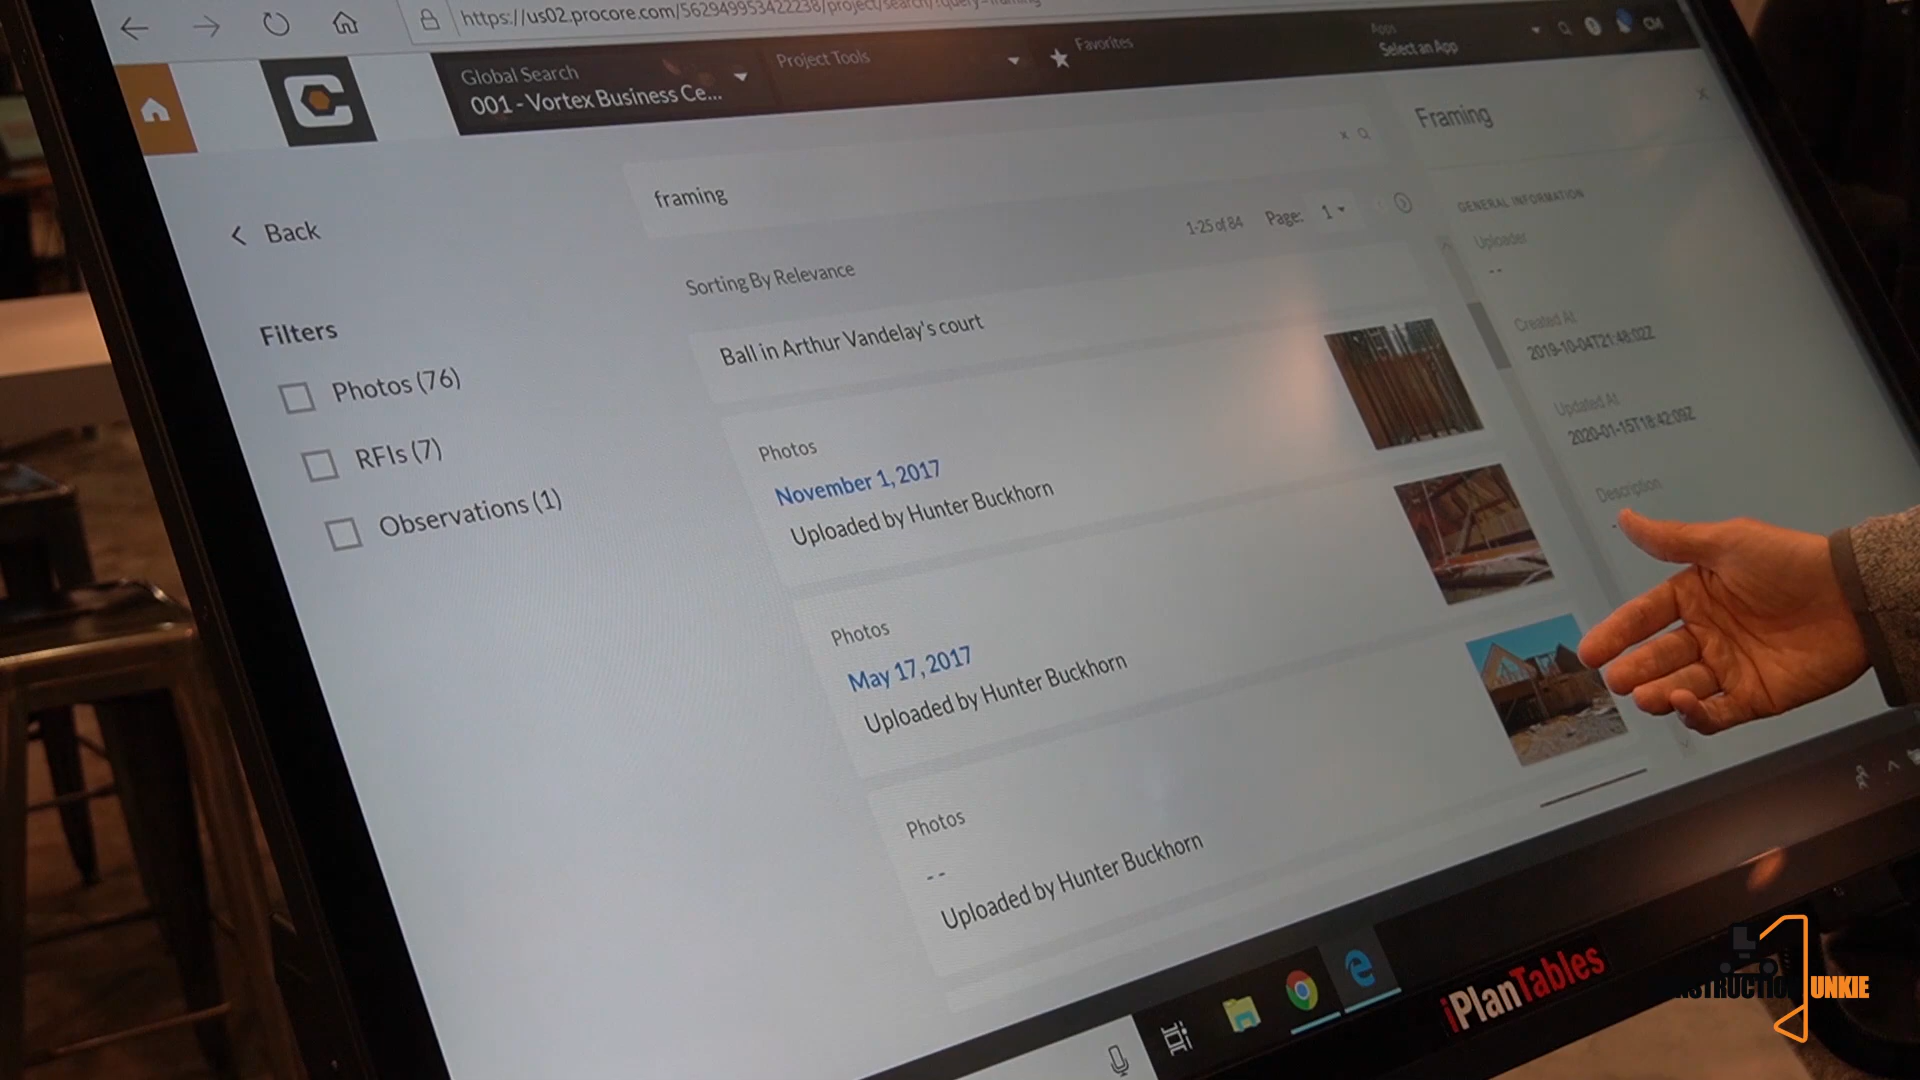 https://us02.procore.com/562949953422238/project/search/?query=framing
Global Search
001 - Vortex Business Ce...
Project Tools
Favorites
Apps
Select an App
CM
Back
framing
x
1-25 of 84 Page: 1
Sorting By Relevance
Filters
Photos (76)
RFIs (7)
Observations (1)
Ball in Arthur Vandelay's court
Photos
November 1, 2017
Uploaded by Hunter Buckhorn
Photos
May 17, 2017
Uploaded by Hunter Buckhorn
Photos
--
Uploaded by Hunter Buckhorn
Framing
GENERAL INFORMATION
Uploader
--
Created At
2019-10-04T21:48:02Z
Updated At
2020-01-15T18:42:09Z
Description
iPlanTables
CONSTRUCTION JUNKIE